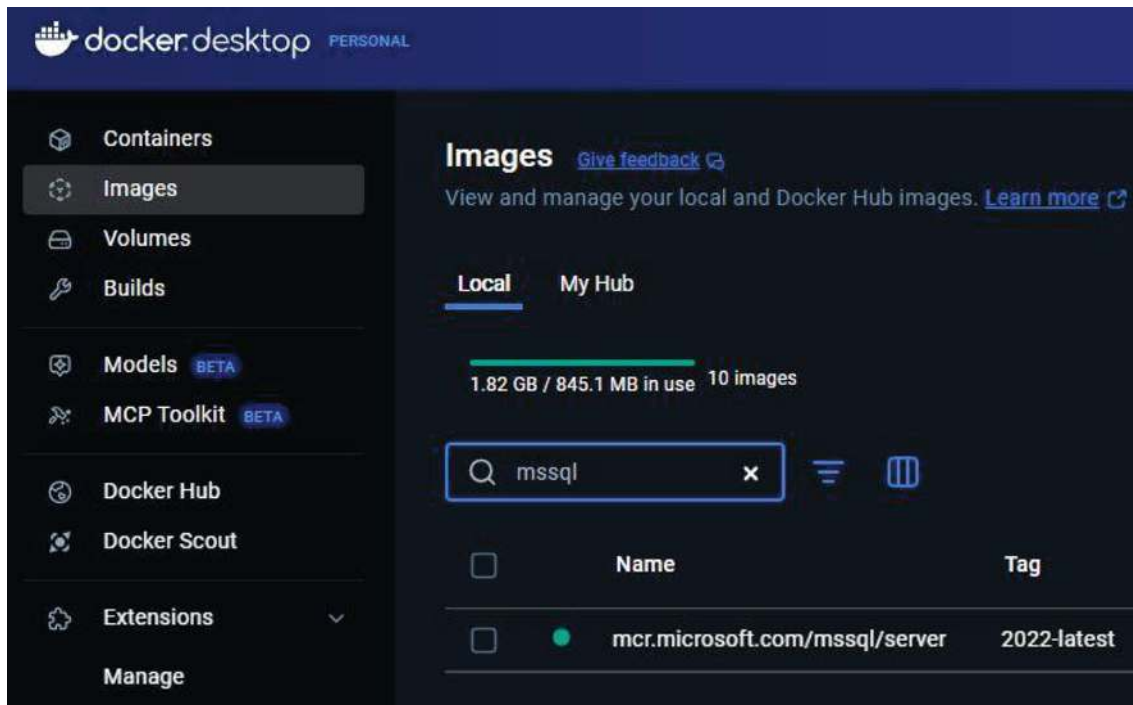 docker.desktop PERSONAL
Containers
Images
Volumes
Builds
Models BETA
MCP Toolkit BETA
Docker Hub
Docker Scout
Extensions
Manage
Images Give feedback
View and manage your local and Docker Hub images. Learn more
Local My Hub
1.82 GB / 845.1 MB in use 10 images
mssql
Name Tag
mcr.microsoft.com/mssql/server 2022-latest